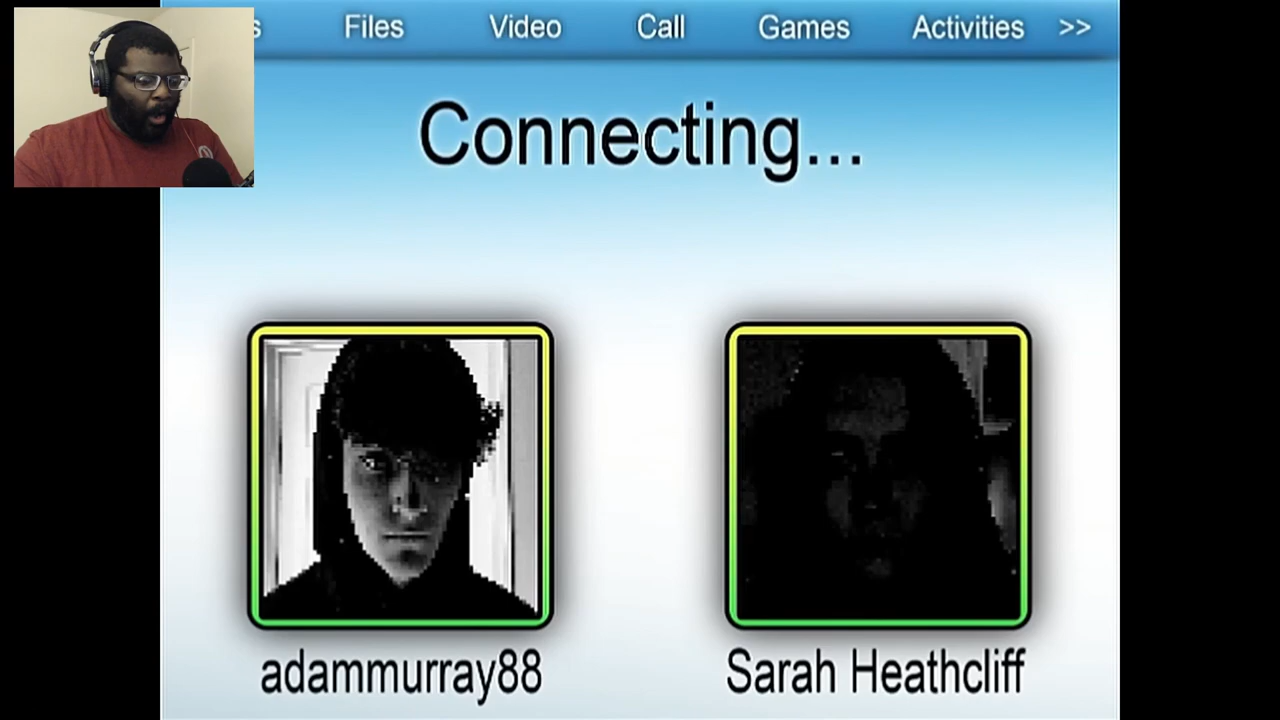 Files Video Call Games Activities >>
Connecting...
adammurray88 Sarah Heathcliff